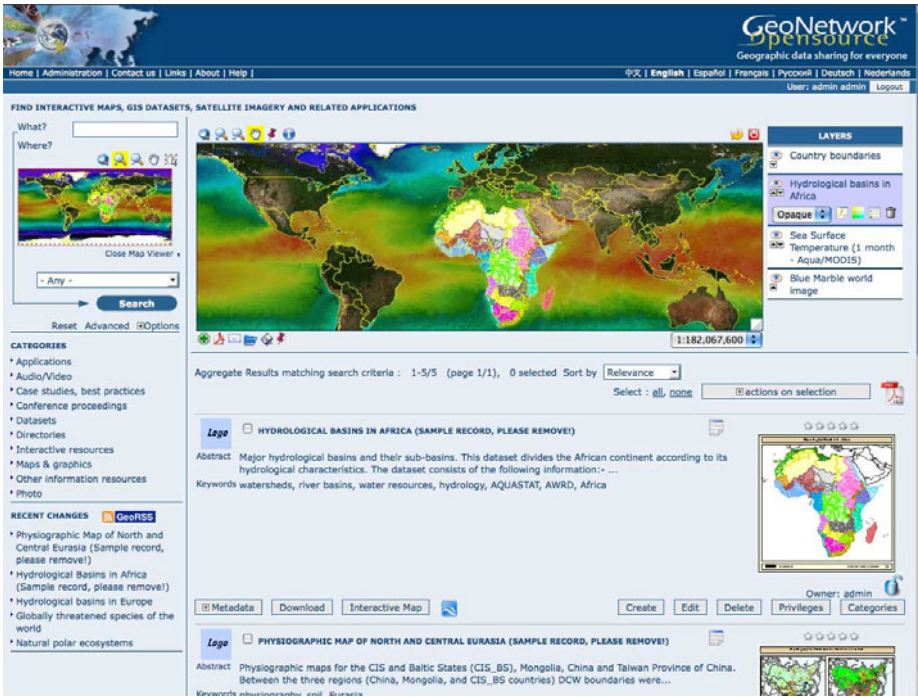 GeoNetwork™
Opensource
Geographic data sharing for everyone
Home | Administration | Contact us | Links | About | Help |
中文 | English | Español | Français | Русский | Deutsch | Nederlands
User: admin admin Logout
FIND INTERACTIVE MAPS, GIS DATASETS, SATELLITE IMAGERY AND RELATED APPLICATIONS
What?
Where?
Close Map Viewer
- Any -
Search
Reset Advanced Options
CATEGORIES
Applications
Audio/Video
Case studies, best practices
Conference proceedings
Datasets
Directories
Interactive resources
Maps & graphics
Other information resources
Photo
RECENT CHANGES GeoRSS
Physiographic Map of North and
Central Eurasia (Sample record,
please remove!)
Hydrological Basins in Africa
(Sample record, please remove!)
Hydrological basins in Europe
Globally threatened species of the
world
Natural polar ecosystems
1:182,067,600
LAYERS
Country boundaries
Hydrological basins in
Africa
Opaque
Sea Surface
Temperature (1 month
- Aqua/MODIS)
Blue Marble world
image
Aggregate Results matching search criteria : 1-5/5 (page 1/1), 0 selected Sort by Relevance
Select : all, none actions on selection
Logo HYDROLOGICAL BASINS IN AFRICA (SAMPLE RECORD, PLEASE REMOVE!)
Abstract Major hydrological basins and their sub-basins. This dataset divides the African continent according to its
hydrological characteristics. The dataset consists of the following information:- ...
Keywords watersheds, river basins, water resources, hydrology, AQUASTAT, AWRD, Africa
Owner: admin
Metadata Download Interactive Map Create Edit Delete Privileges Categories
Logo PHYSIOGRAPHIC MAP OF NORTH AND CENTRAL EURASIA (SAMPLE RECORD, PLEASE REMOVE!)
Abstract Physiographic maps for the CIS and Baltic States (CIS_BS), Mongolia, China and Taiwan Province of China.
Between the three regions (China, Mongolia, and CIS_BS countries) DCW boundaries were...
Keywords physiography, soil, Eurasia